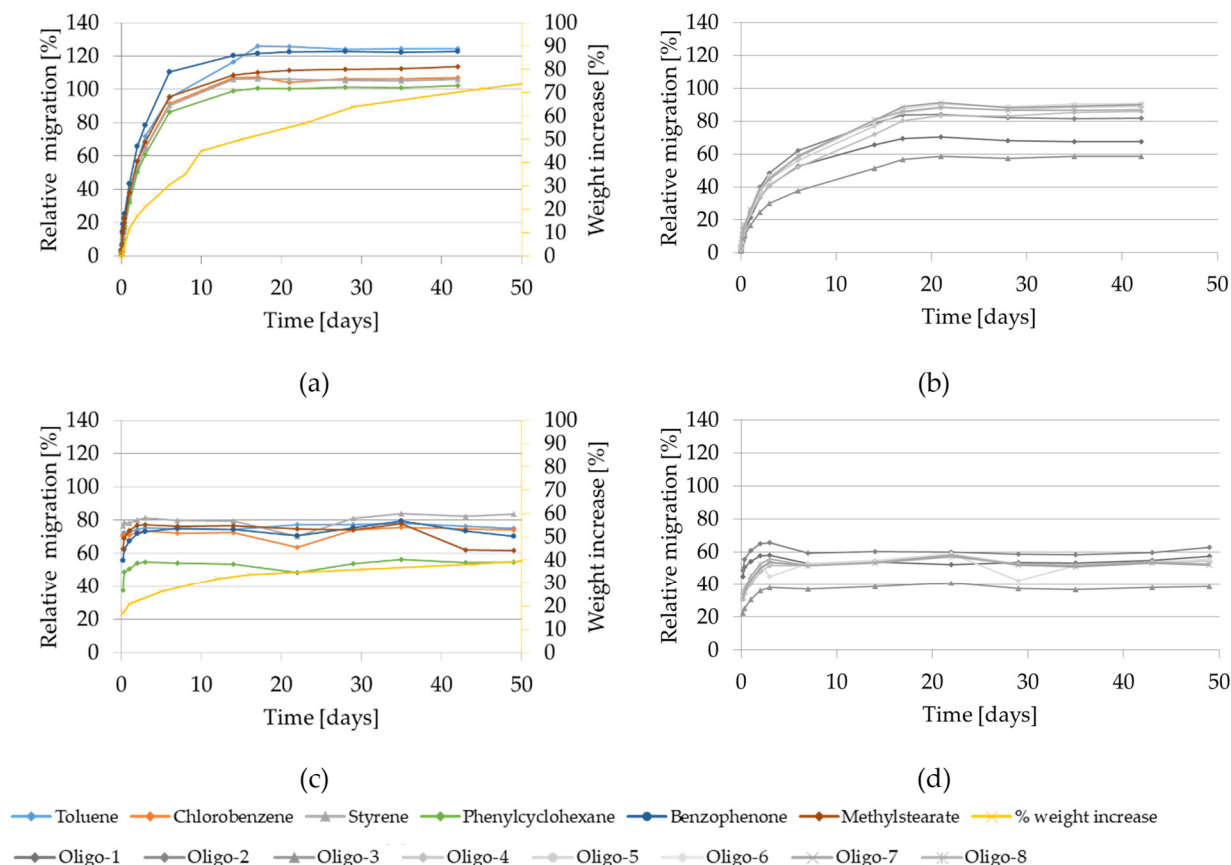 Relative migration [%]
140
120
100
80
60
40
20
0
0 10 20 30 40 50
Time [days]
100
90
80
70
60
50
40
30
20
10
0
Weight increase [%]
(a)
Relative migration [%]
140
120
100
80
60
40
20
0
0 10 20 30 40 50
Time [days]
(b)
Relative migration [%]
140
120
100
80
60
40
20
0
0 10 20 30 40 50
Time [days]
100
90
80
70
60
50
40
30
20
10
0
Weight increase [%]
(c)
Relative migration [%]
140
120
100
80
60
40
20
0
0 10 20 30 40 50
Time [days]
(d)
Toluene Chlorobenzene Styrene Phenylcyclohexane Benzophenone Methylstearate % weight increase
Oligo-1 Oligo-2 Oligo-3 Oligo-4 Oligo-5 Oligo-6 Oligo-7 Oligo-8